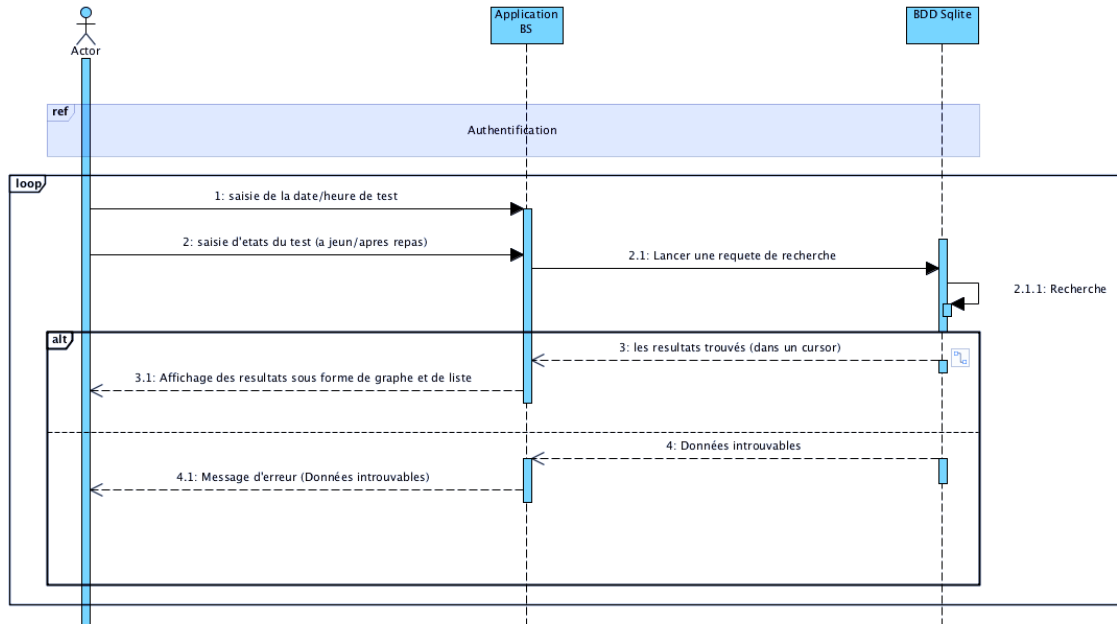 Application
BS
BDD Sqlite
Actor
ref
Authentification
loop
1: saisie de la date/heure de test
2: saisie d'etats du test (a jeun/apres repas)
2.1: Lancer une requete de recherche
2.1.1: Recherche
alt
3: les resultats trouvés (dans un cursor)
3.1: Affichage des resultats sous forme de graphe et de liste
4: Données introuvables
4.1: Message d'erreur (Données introuvables)